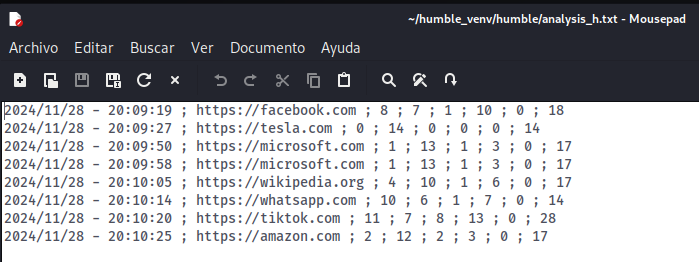 ~/humble_venv/humble/analysis_h.txt - Mousepad
Archivo Editar Buscar Ver Documento Ayuda
2024/11/28 - 20:09:19 ; https://facebook.com ; 8 ; 7 ; 1 ; 10 ; 0 ; 18
2024/11/28 - 20:09:27 ; https://tesla.com ; 0 ; 14 ; 0 ; 0 ; 0 ; 14
2024/11/28 - 20:09:50 ; https://microsoft.com ; 1 ; 13 ; 1 ; 3 ; 0 ; 17
2024/11/28 - 20:09:58 ; https://microsoft.com ; 1 ; 13 ; 1 ; 3 ; 0 ; 17
2024/11/28 - 20:10:05 ; https://wikipedia.org ; 4 ; 10 ; 1 ; 6 ; 0 ; 17
2024/11/28 - 20:10:14 ; https://whatsapp.com ; 10 ; 6 ; 1 ; 7 ; 0 ; 14
2024/11/28 - 20:10:20 ; https://tiktok.com ; 11 ; 7 ; 8 ; 13 ; 0 ; 28
2024/11/28 - 20:10:25 ; https://amazon.com ; 2 ; 12 ; 2 ; 3 ; 0 ; 17